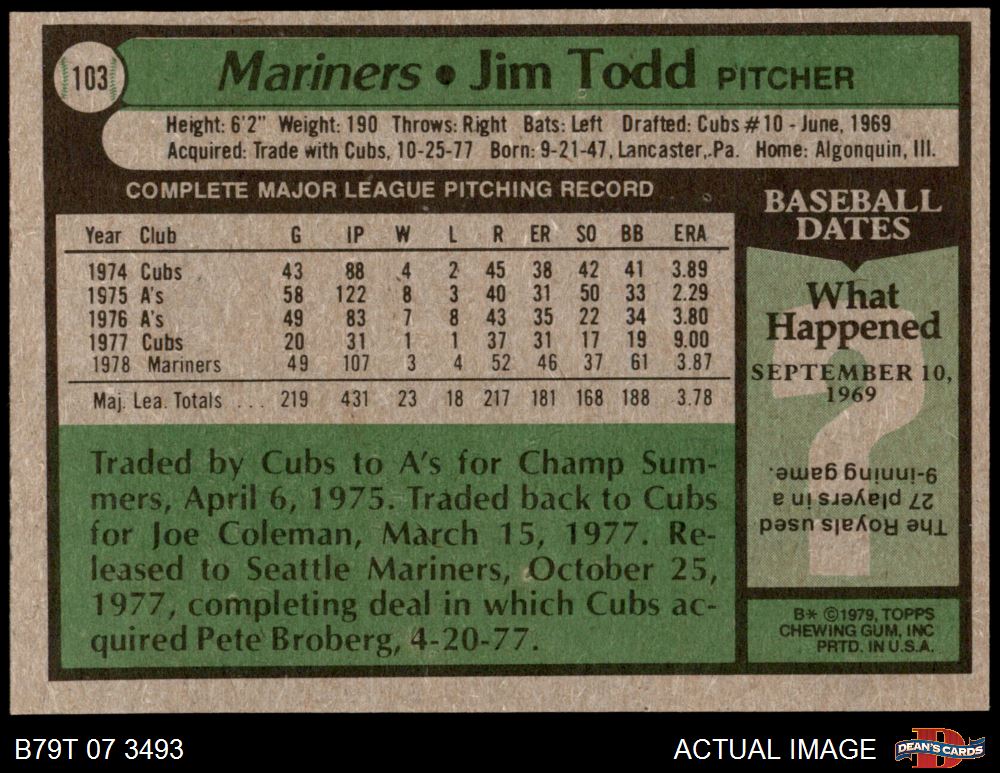 103
Mariners • Jim Todd PITCHER
Height: 6'2" Weight: 190 Throws: Right Bats: Left Drafted: Cubs #10 - June, 1969
Acquired: Trade with Cubs, 10-25-77 Born: 9-21-47, Lancaster, Pa. Home: Algonquin, Ill.
COMPLETE MAJOR LEAGUE PITCHING RECORD
Year Club G IP W L R ER SO BB ERA
1974 Cubs 43 88 4 2 45 38 42 41 3.89
1975 A's 58 122 8 3 40 31 50 33 2.29
1976 A's 49 83 7 8 43 35 22 34 3.80
1977 Cubs 20 31 1 1 37 31 17 19 9.00
1978 Mariners 49 107 3 4 52 46 37 61 3.87
Maj. Lea. Totals ... 219 431 23 18 217 181 168 188 3.78
Traded by Cubs to A's for Champ Sum-
mers, April 6, 1975. Traded back to Cubs
for Joe Coleman, March 15, 1977. Re-
leased to Seattle Mariners, October 25,
1977, completing deal in which Cubs ac-
quired Pete Broberg, 4-20-77.
BASEBALL
DATES
What
Happened
SEPTEMBER 10,
1969
?
The Royals used
27 players in a
9-inning game.
B* ©1979, TOPPS
CHEWING GUM, INC
PRTD. IN U.S.A.
B79T 07 3493
ACTUAL IMAGE
D
DEAN'S CARDS